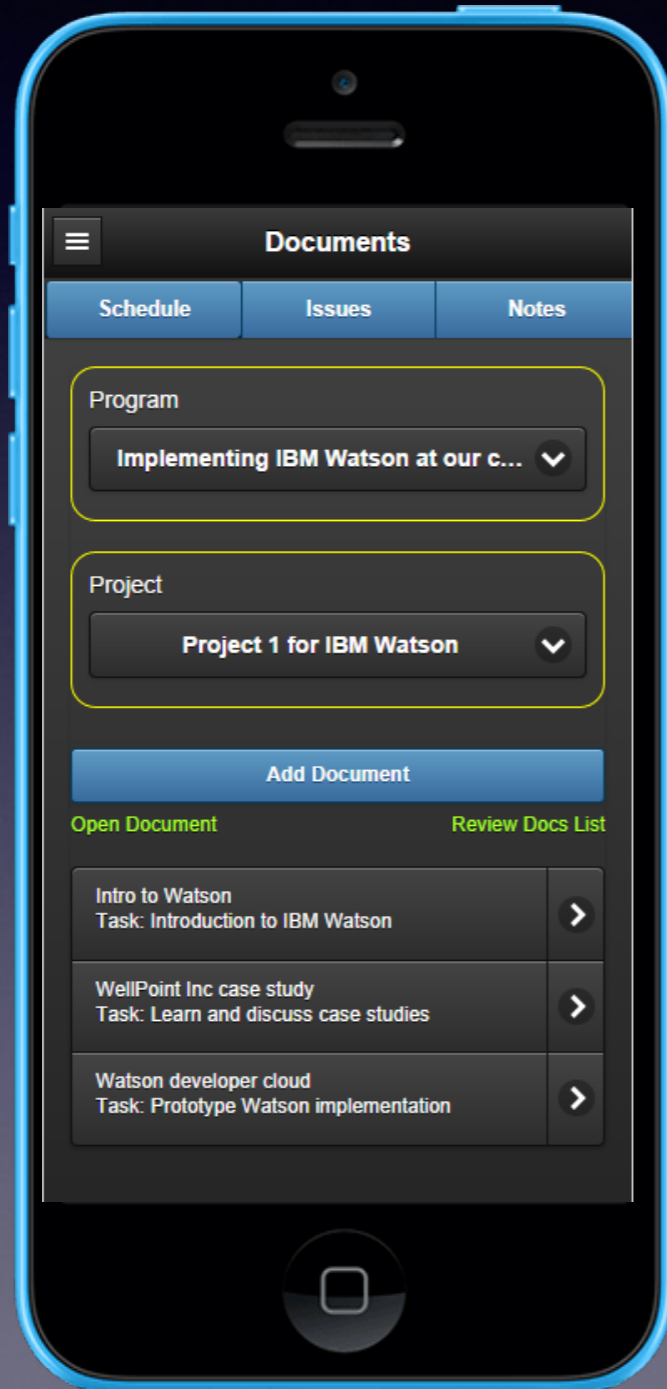 Documents
Schedule Issues Notes
Program
Implementing IBM Watson at our c...
Project
Project 1 for IBM Watson
Add Document
Open Document Review Docs List
Intro to Watson
Task: Introduction to IBM Watson
WellPoint Inc case study
Task: Learn and discuss case studies
Watson developer cloud
Task: Prototype Watson implementation